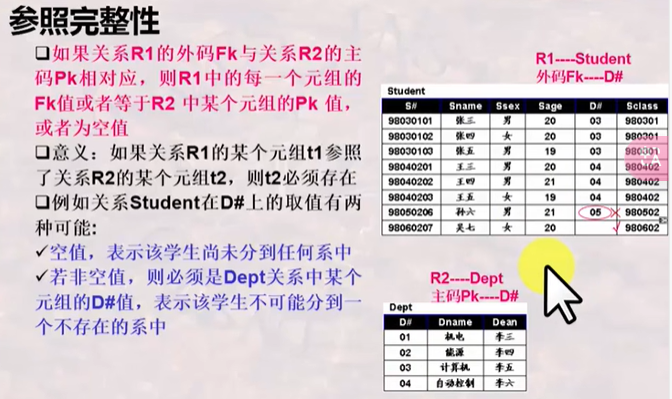 参照完整性
❑如果关系R1的外码Fk与关系R2的主
码Pk相对应，则R1中的每一个元组的
Fk值或者等于R2 中某个元组的Pk 值，
或者为空值
❑意义：如果关系R1的某个元组t1参照
了关系R2的某个元组t2，则t2必须存在
❑例如关系Student在D#上的取值有两
种可能:
✓空值，表示该学生尚未分到任何系中
✓若非空值，则必须是Dept关系中某个
元组的D#值，表示该学生不可能分到一
个不存在的系中
R1----Student
外码Fk----D#
Student
S# Sname Ssex Sage D# Sclass
98030101 张三 男 20 03 980301
98030102 张四 女 20 03 980301
98030103 张五 男 19 03 980301
98040201 王三 男 20 04 980402
98040202 王四 男 21 04 980402
98040203 王五 女 19 04 980402
98050206 孙六 男 21 05 ✕ 980502
98060207 吴七 女 20 ✓ 980602
R2----Dept
主码Pk----D#
Dept
D# Dname Dean
01 机电 李三
02 能源 李四
03 计算机 李五
04 自动控制 李六